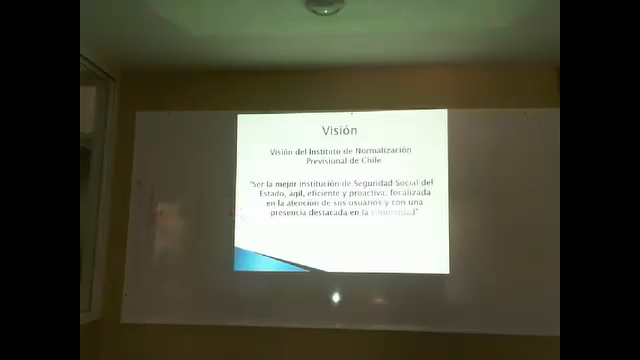 Visión
Visión del Instituto de Normalización
Previsional de Chile
"Ser la mejor institución de Seguridad Social del
Estado, agil, eficiente y proactiva, focalizada
en la atención de sus usuarios y con una
presencia destacada en la comunidad"